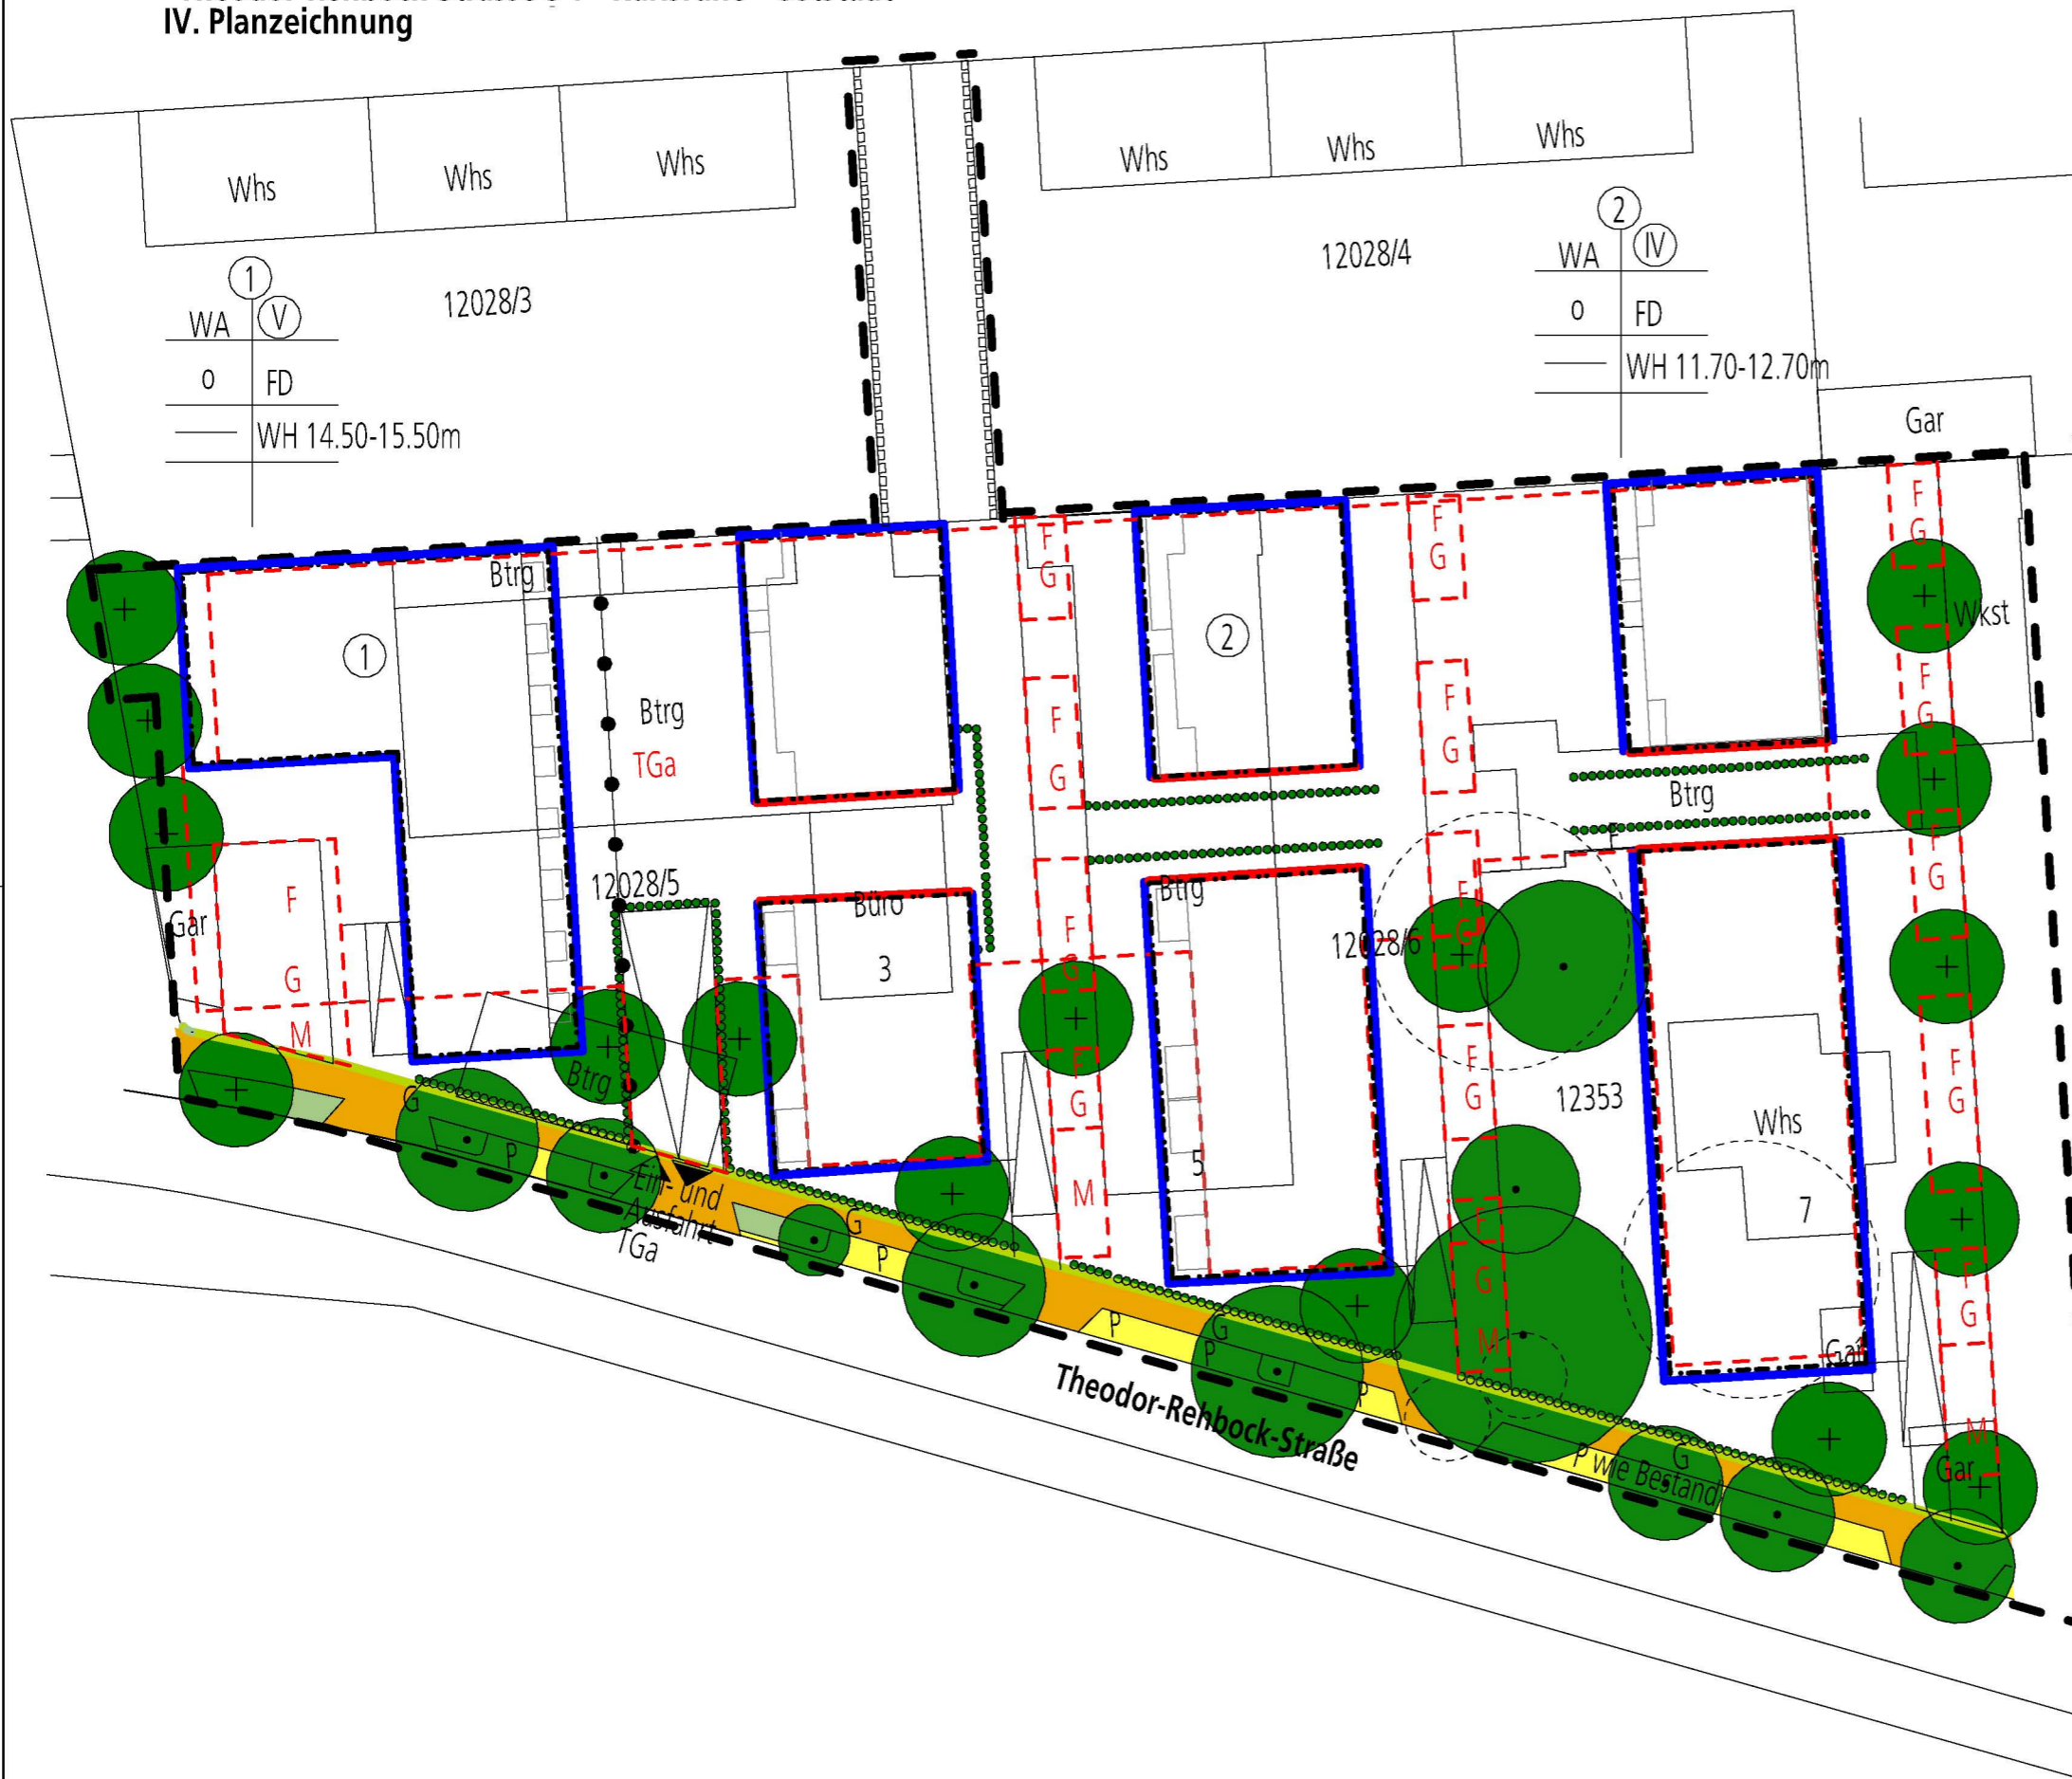 IV. Planzeichnung
Whs
Whs
Whs
Whs
Whs
Whs
1
WA
V
o
FD
WH 14.50-15.50m
12028/3
12028/4
2
WA
IV
o
FD
WH 11.70-12.70m
Gar
F
G
F
G
F
G
Btrg
1
2
Wkst
Btrg
TGa
F
G
F
G
F
G
Btrg
F
12028/5
Büro
3
Btrg
12028/6
F
G
F
G
F
G
F
G
Gar
M
F
G
F
G
F
G
12353
Whs
7
5
M
Btrg
G
P
Ein- und
Ausfahrt
TGa
G
P
F
G
M
F
G
M
P
G
P
P
Gar
Theodor-Rehbock-Straße
G
P wie Bestand
Gar